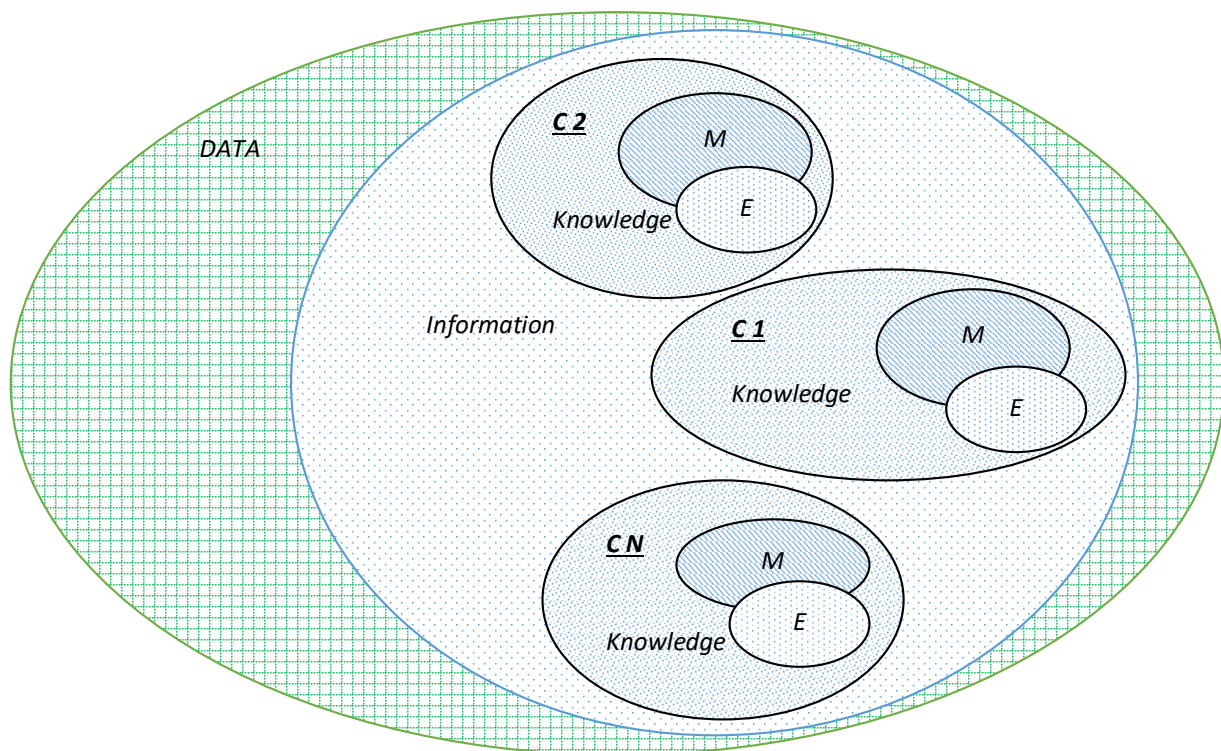 DATA
C 2
M
E
Knowledge
Information
C 1
M
Knowledge
E
C N
M
E
Knowledge